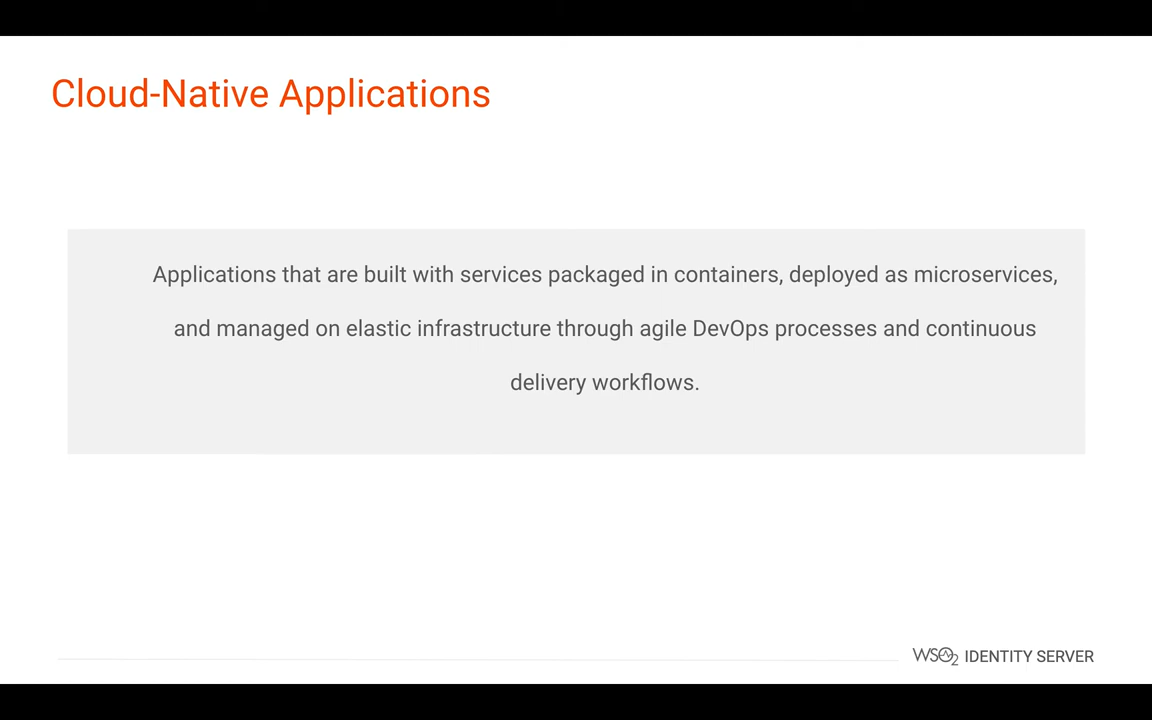 Cloud-Native Applications
Applications that are built with services packaged in containers, deployed as microservices,
and managed on elastic infrastructure through agile DevOps processes and continuous
delivery workflows.
WSO2 IDENTITY SERVER